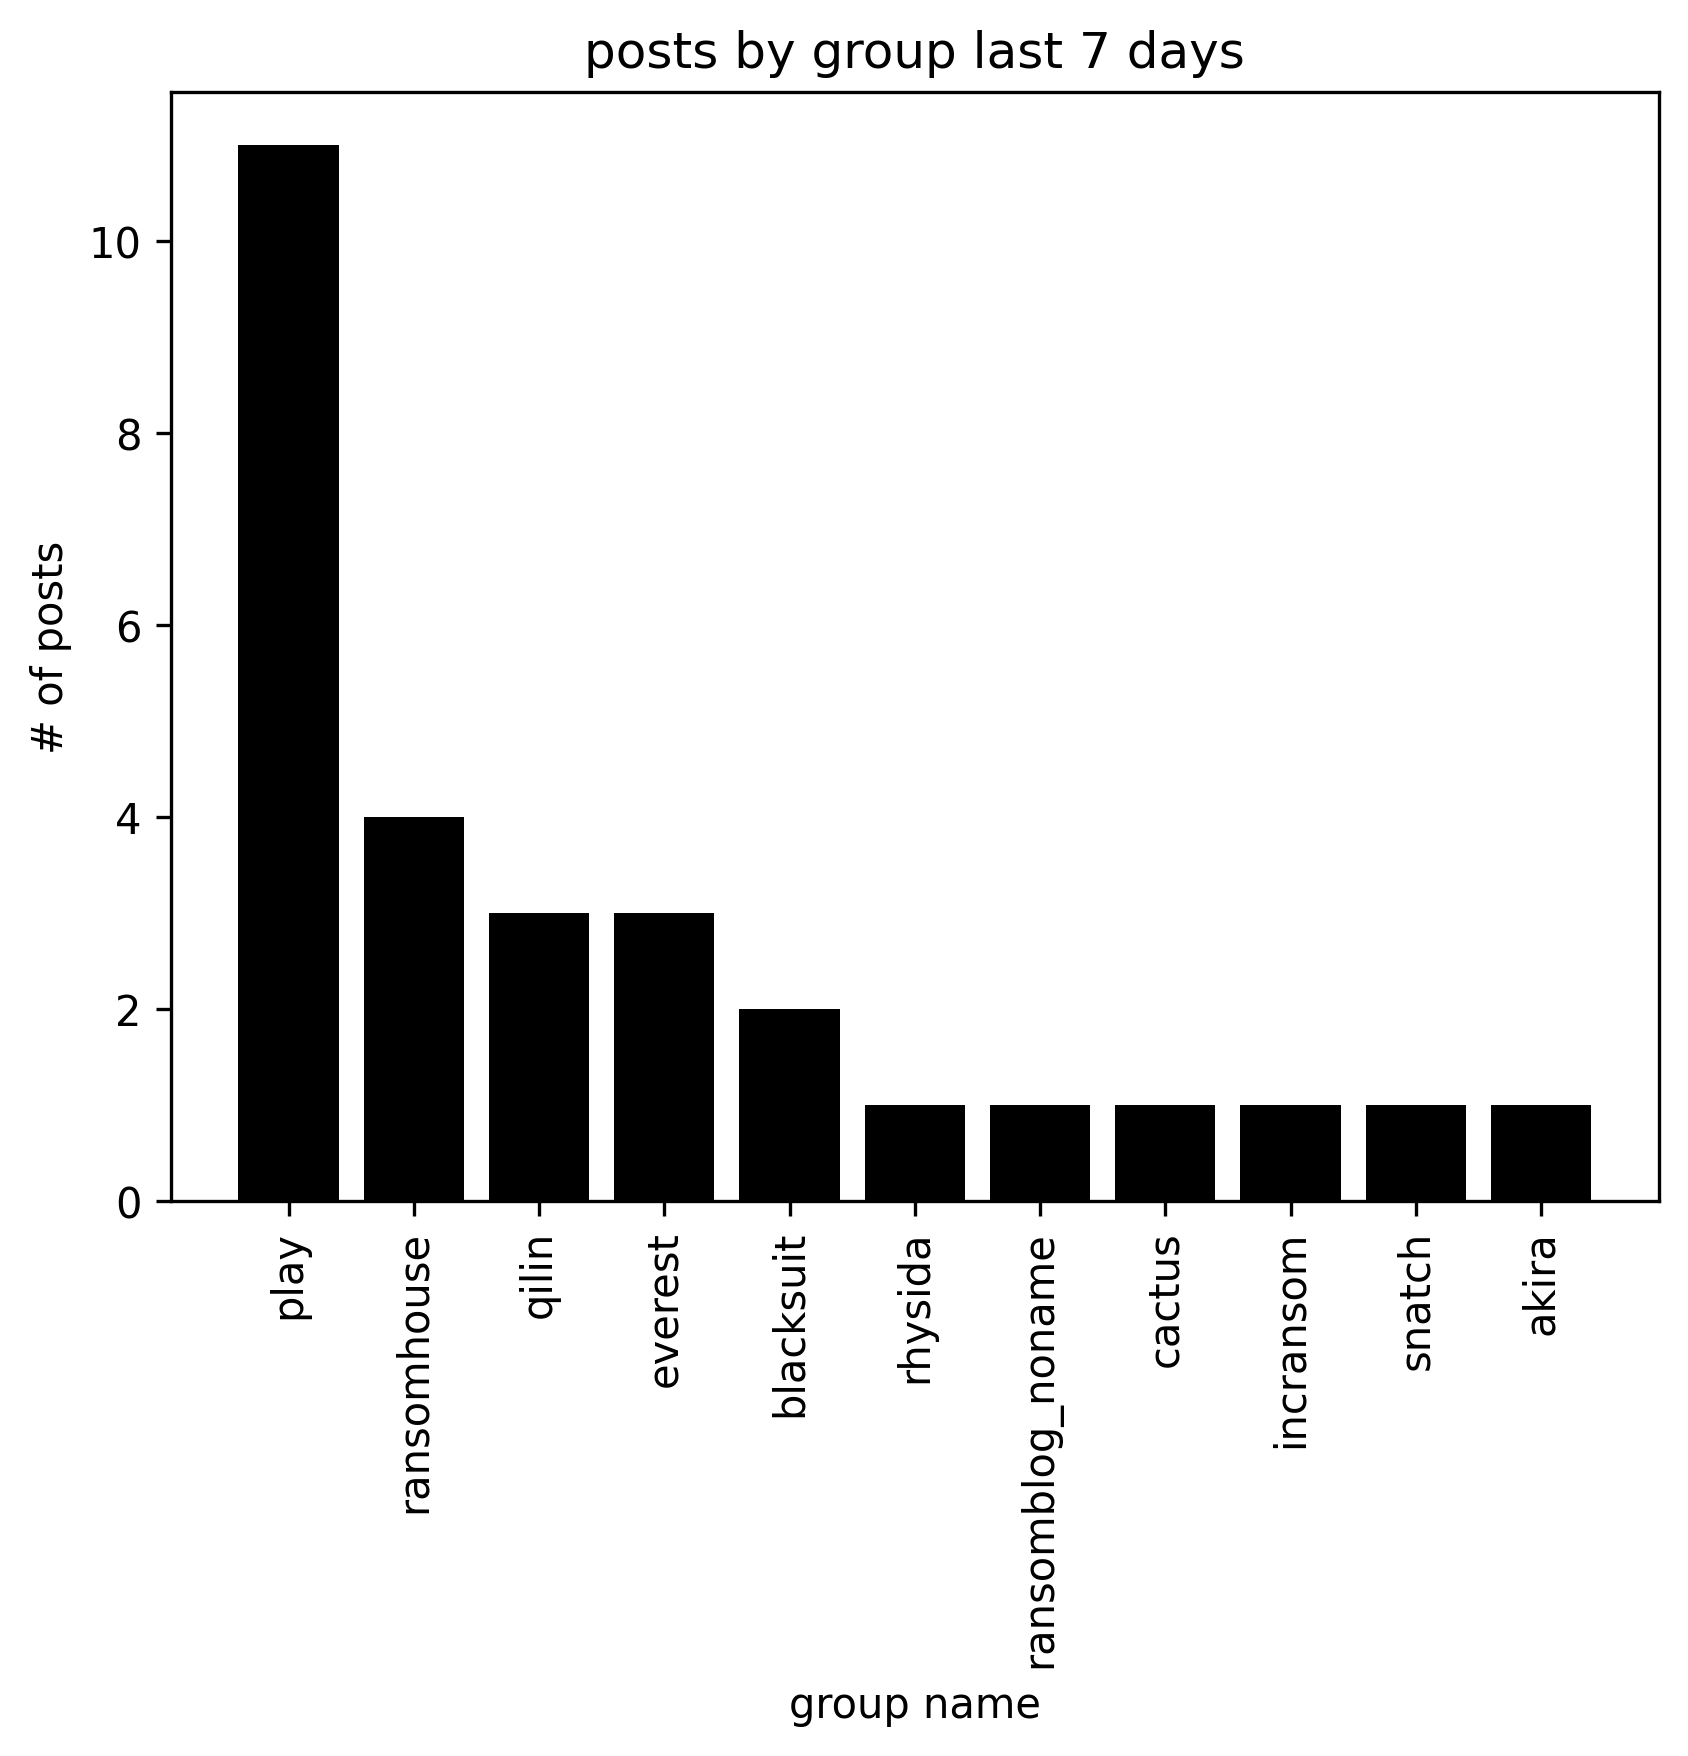 posts by group last 7 days
# of posts
10
8
6
4
2
0
play
ransomhouse
qilin
everest
blacksuit
rhysida
ransomblog_noname
cactus
incransom
snatch
akira
group name